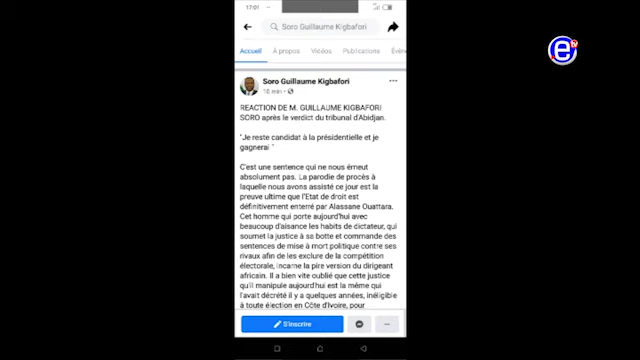 17:01
Soro Guillaume Kigbafori
Accueil À propos Vidéos Publications Évén
Soro Guillaume Kigbafori
10 min
REACTION DE M. GUILLAUME KIGBAFORI
SORO après le verdict du tribunal d'Abidjan.
"Je reste candidat à la présidentielle et je
gagnerai "
C'est une sentence qui ne nous émeut
absolument pas. La parodie de procès à
laquelle nous avons assisté ce jour est la
preuve ultime que l'Etat de droit est
définitivement enterré par Alassane Ouattara.
Cet homme qui porte aujourd'hui avec
beaucoup d'aisance les habits de dictateur, qui
soumet la justice à sa botte et commande des
sentences de mise à mort politique contre ses
rivaux afin de les exclure de la compétition
électorale, incarne la pire version du dirigeant
africain. Il a bien vite oublié que cette justice
qu'il manipule aujourd'hui est la même qui
l'avait décrété il y a quelques années, inéligible
à toute élection en Côte d'Ivoire, pour
S'inscrire
e tv